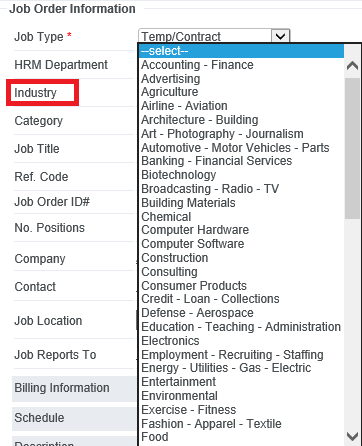 Job Order Information
Job Type * Temp/Contract
HRM Department
Industry
Category
Job Title
Ref. Code
Job Order ID#
No. Positions
Company
Contact
Job Location
Job Reports To
Billing Information
Schedule
--select--
Accounting - Finance
Advertising
Agriculture
Airline - Aviation
Architecture - Building
Art - Photography - Journalism
Automotive - Motor Vehicles - Parts
Banking - Financial Services
Biotechnology
Broadcasting - Radio - TV
Building Materials
Chemical
Computer Hardware
Computer Software
Construction
Consulting
Consumer Products
Credit - Loan - Collections
Defense - Aerospace
Education - Teaching - Administration
Electronics
Employment - Recruiting - Staffing
Energy - Utilities - Gas - Electric
Entertainment
Environmental
Exercise - Fitness
Fashion - Apparel - Textile
Food